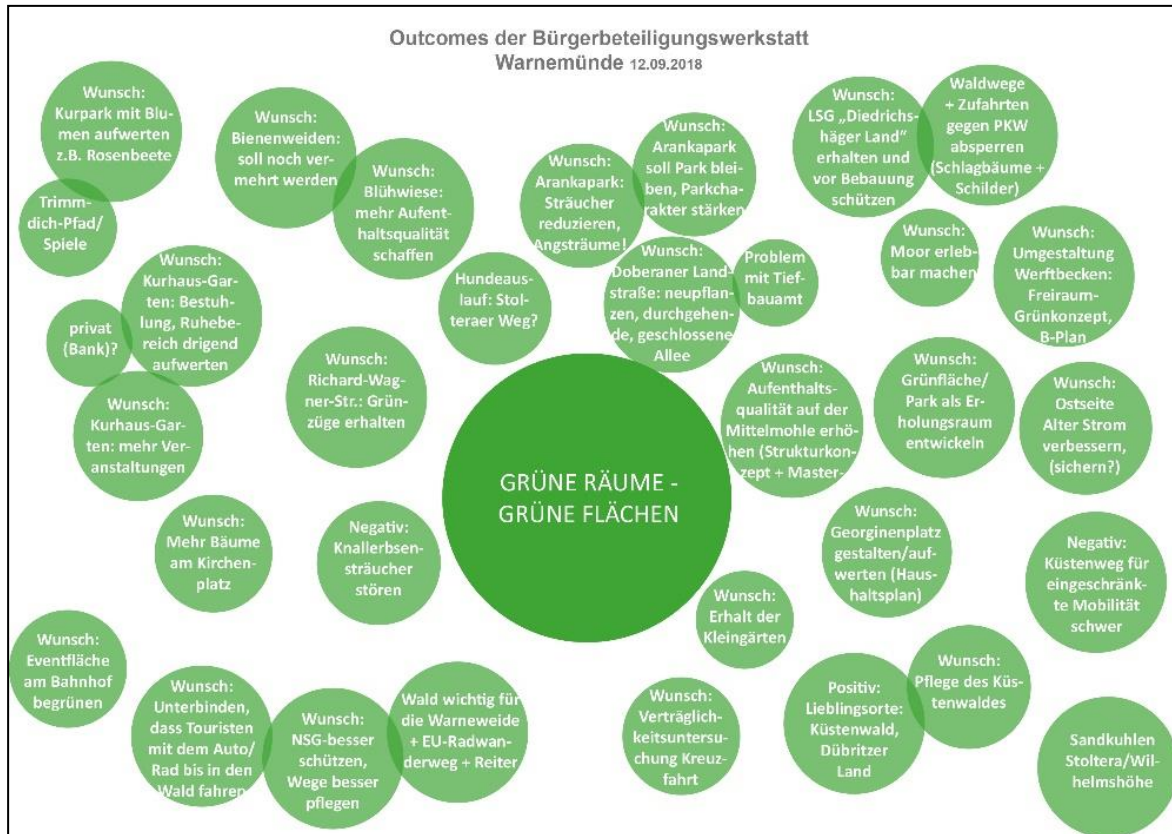 Outcomes der Bürgerbeteiligungswerkstatt
Warnemünde 12.09.2018
Wunsch:
Kurpark mit Blu-
men aufwerten
z.B. Rosenbeete
Trimm-
dich-Pfad/
Spiele
Wunsch:
Bienenweiden:
soll noch ver-
mehrt werden
Wunsch:
Blühwiese:
mehr Aufent-
haltsqualität
schaffen
Wunsch:
Arankapark:
Sträucher
reduzieren,
Angsträume!
Wunsch:
Arankapark
soll Park blei-
ben, Parkcha-
rakter stärken
Wunsch:
LSG „Diedrichs-
häger Land"
erhalten und
vor Bebauung
schützen
Waldwege
+ Zufahrten
gegen PKW
absperren
(Schlagbäume +
Schilder)
Wunsch:
Kurhaus-Gar-
ten: Bestuh-
lung, Ruhebe-
reich drigend
aufwerten
privat
(Bank)?
Wunsch:
Kurhaus-Gar-
ten: mehr Ver-
anstaltungen
Hundeaus-
lauf: Stol-
teraer Weg?
Wunsch:
Doberaner Land-
straße: neupflan-
zen, durchgehen-
de, geschlossene
Allee
Problem
mit Tief-
bauamt
Wunsch:
Moor erleb-
bar machen
Wunsch:
Umgestaltung
Werftbecken:
Freiraum-
Grünkonzept,
B-Plan
Wunsch:
Richard-Wag-
ner-Str.: Grün-
züge erhalten
GRÜNE RÄUME -
GRÜNE FLÄCHEN
Wunsch:
Aufenthalts-
qualität auf der
Mittelmohle erhö-
hen (Strukturkon-
zept + Master-
Wunsch:
Grünfläche/
Park als Er-
holungsraum
entwickeln
Wunsch:
Ostseite
Alter Strom
verbessern,
(sichern?)
Wunsch:
Mehr Bäume
am Kirchen-
platz
Negativ:
Knallerbsen-
sträucher
stören
Wunsch:
Georginenplatz
gestalten/auf-
werten (Haus-
haltsplan)
Negativ:
Küstenweg für
eingeschränk-
te Mobilität
schwer
Wunsch:
Erhalt der
Kleingärten
Wunsch:
Eventfläche
am Bahnhof
begrünen
Wunsch:
Unterbinden,
dass Touristen
mit dem Auto/
Rad bis in den
Wald fahren
Wunsch:
NSG-besser
schützen,
Wege besser
pflegen
Wald wichtig für
die Warneweide
+ EU-Radwan-
derweg + Reiter
Wunsch:
Verträglich-
keitsuntersu-
chung Kreuz-
fahrt
Positiv:
Lieblingsorte:
Küstenwald,
Dübritzer
Land
Wunsch:
Pflege des Küs-
tenwaldes
Sandkuhlen
Stoltera/Wil-
helmshöhe